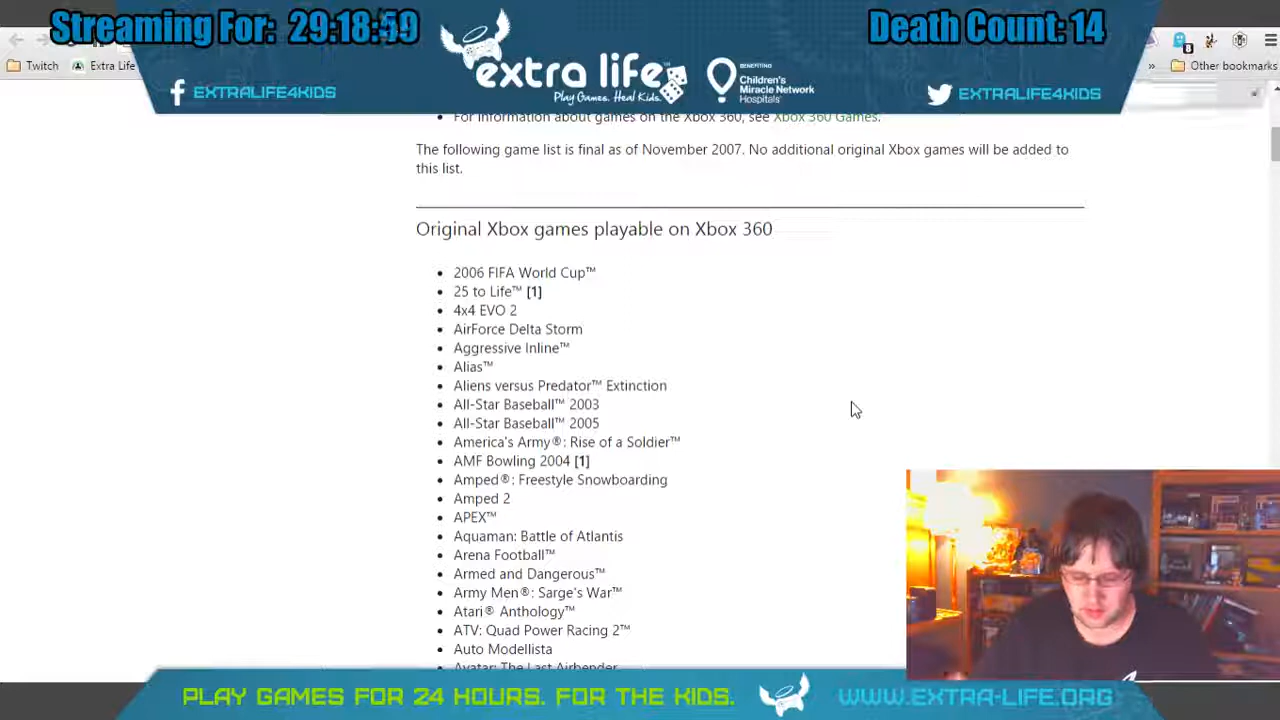 Streaming For: 29:18:59
Death Count: 14
Twitch
Extra Life
Other bookmarks
extra life
Play Games. Heal Kids.
BENEFITING
Children's
Miracle Network
Hospitals
EXTRALIFE4KIDS
EXTRALIFE4KIDS
For information about games on the Xbox 360, see Xbox 360 Games.
The following game list is final as of November 2007. No additional original Xbox games will be added to
this list.
Original Xbox games playable on Xbox 360
• 2006 FIFA World Cup™
• 25 to Life™ [1]
• 4x4 EVO 2
• AirForce Delta Storm
• Aggressive Inline™
• Alias™
• Aliens versus Predator™ Extinction
• All-Star Baseball™ 2003
• All-Star Baseball™ 2005
• America's Army®: Rise of a Soldier™
• AMF Bowling 2004 [1]
• Amped®: Freestyle Snowboarding
• Amped 2
• APEX™
• Aquaman: Battle of Atlantis
• Arena Football™
• Armed and Dangerous™
• Army Men®: Sarge's War™
• Atari® Anthology™
• ATV: Quad Power Racing 2™
• Auto Modellista
• Avatar: The Last Airbender
PLAY GAMES FOR 24 HOURS. FOR THE KIDS.
WWW.EXTRA-LIFE.ORG